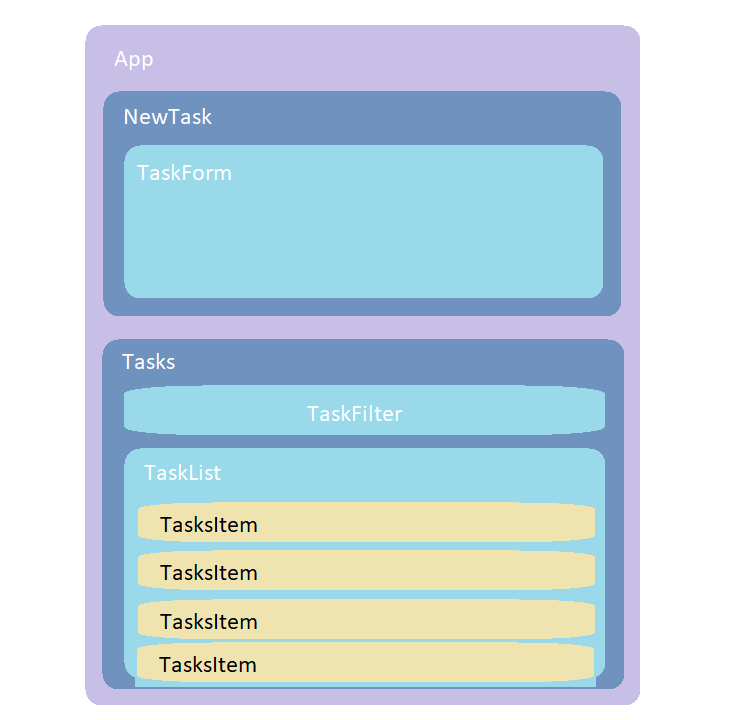 App
NewTask
TaskForm
Tasks
TaskFilter
TaskList
TasksItem
TasksItem
TasksItem
TasksItem